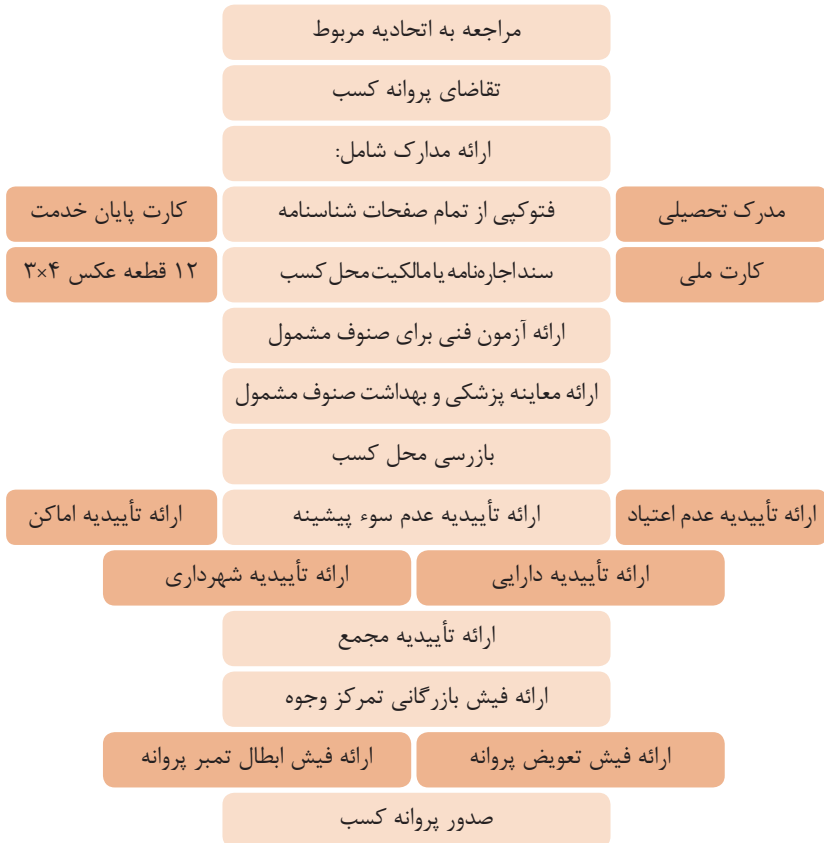 مراجعه به اتحادیه مربوط
تقاضای پروانه کسب
ارائه مدارک شامل:
مدرک تحصیلی
فتوکپی از تمام صفحات شناسنامه
کارت پایان خدمت
کارت ملی
سند اجاره‌نامه یا مالکیت محل کسب
۱۲ قطعه عکس ۴×۳
ارائه آزمون فنی برای صنوف مشمول
ارائه معاینه پزشکی و بهداشت صنوف مشمول
بازرسی محل کسب
ارائه تأییدیه عدم اعتیاد
ارائه تأییدیه عدم سوء پیشینه
ارائه تأییدیه اماکن
ارائه تأییدیه دارایی
ارائه تأییدیه شهرداری
ارائه تأییدیه مجمع
ارائه فیش بازرگانی تمرکز وجوه
ارائه فیش تعویض پروانه
ارائه فیش ابطال تمبر پروانه
صدور پروانه کسب